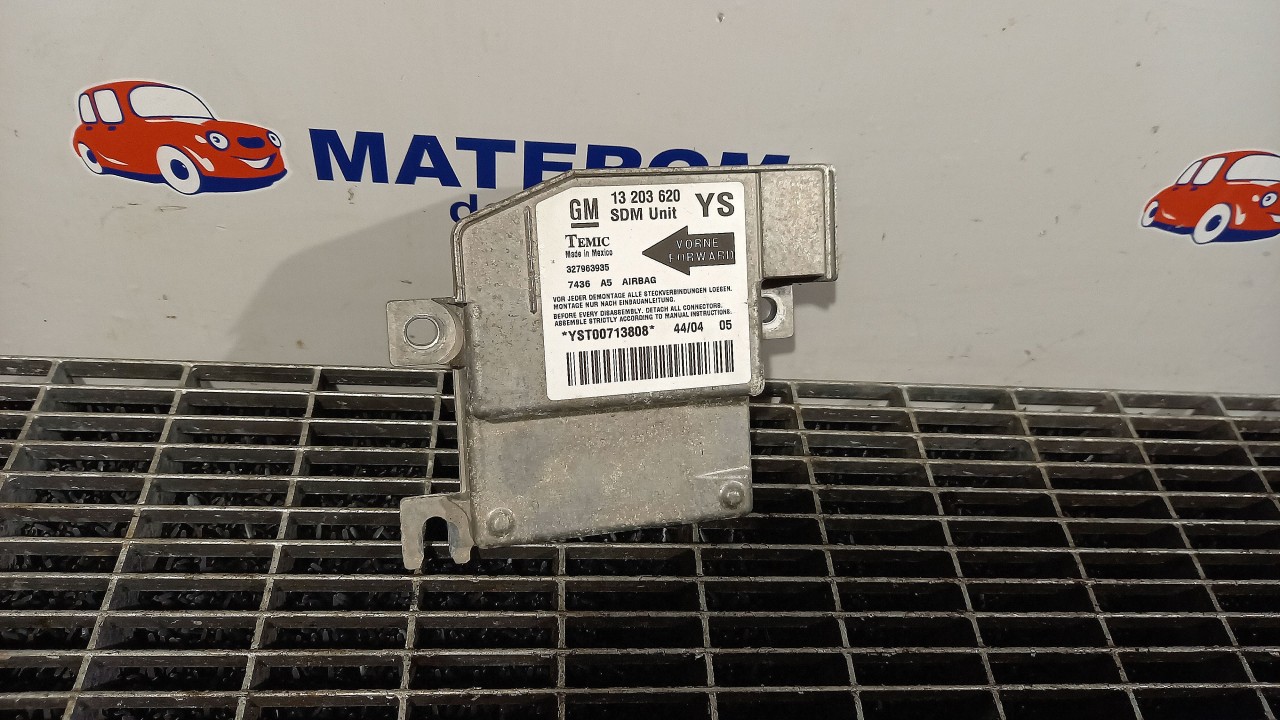 MATEROM
d
GM 13 203 620 YS
SDM Unit
TEMIC
Made in Mexico
VORNE
FORWARD
327963935
7436 A5 AIRBAG
VOR JEDER DEMONTAGE ALLE STECKVERBINDUNGEN LOESEN.
MONTAGE NUR NACH EINBAUANLEITUNG.
BEFORE EVERY DISASSEMBLY. DETACH ALL CONNECTORS.
ASSEMBLE STRICTLY ACCORDING TO MANUAL INSTRUCTIONS.
*YST00713808* 44/04 05